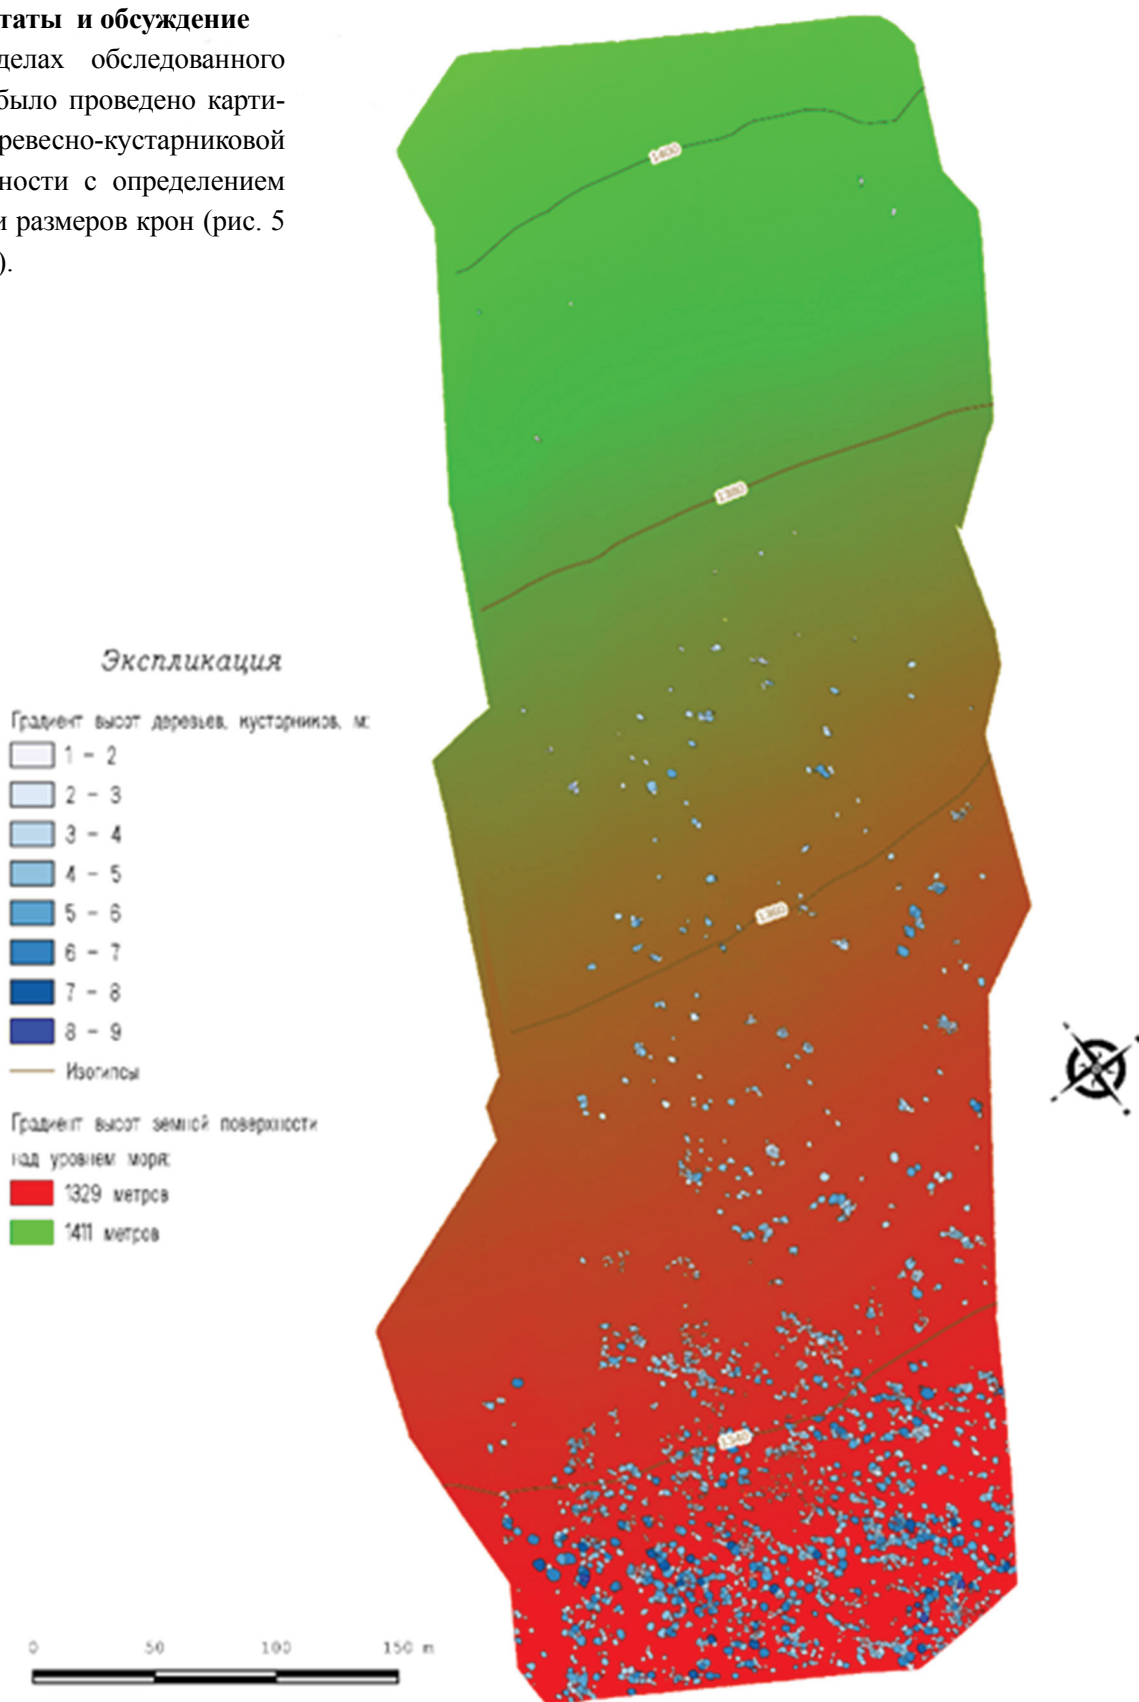 таты и обсуждение
делах обследованного
было проведено карти-
ревесно-кустарниковой
ности с определением
и размеров крон (рис. 5
).
1400
1380
Экспликация
Градиент высот деревьев, кустарников, м:
1 - 2
2 - 3
3 - 4
4 - 5
5 - 6
6 - 7
7 - 8
8 - 9
Изогипсы
1360
Градиент высот земной поверхности
над уровнем моря:
1329 метров
1411 метров
1340
0 50 100 150 m